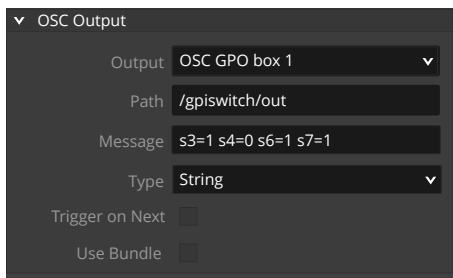 OSC Output
Output OSC GPO box 1
Path /gpiswitch/out
Message s3=1 s4=0 s6=1 s7=1
Type String
Trigger on Next
Use Bundle